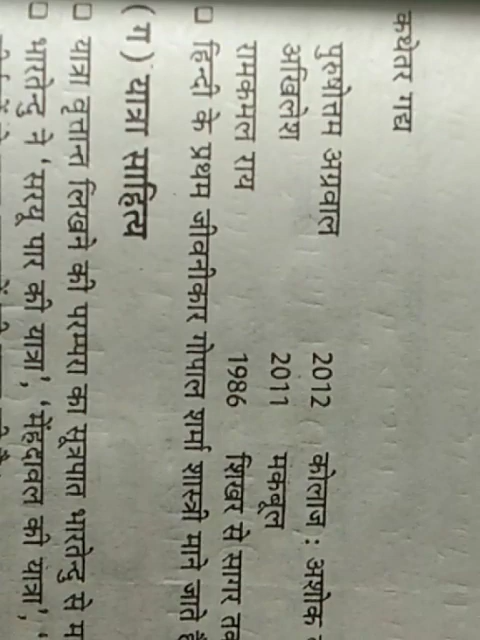 कथेतर गद्य
पुरुषोत्तम अग्रवाल 2012 कोलाज : अशोक
अखिलेश 2011 मकबूल
रामकमल राय 1986 शिखर से सागर तक
□ हिन्दी के प्रथम जीवनीकार गोपाल शर्मा शास्त्री माने जाते हैं
(ग) यात्रा साहित्य
□ यात्रा वृत्तान्त लिखने की परम्परा का सूत्रपात भारतेन्दु से
□ भारतेन्दु ने 'सरयू पार की यात्रा', 'मेंहदावल की यात्रा', '